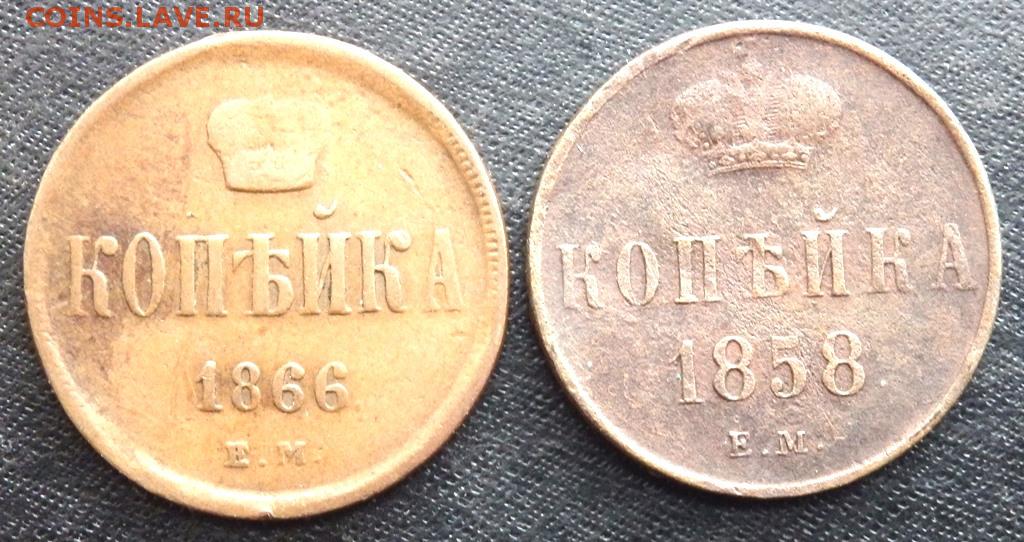 COINS.LAVE.RU
КОПѢЙКА
1866
Е.М.
КОПѢЙКА
1858
Е.М.